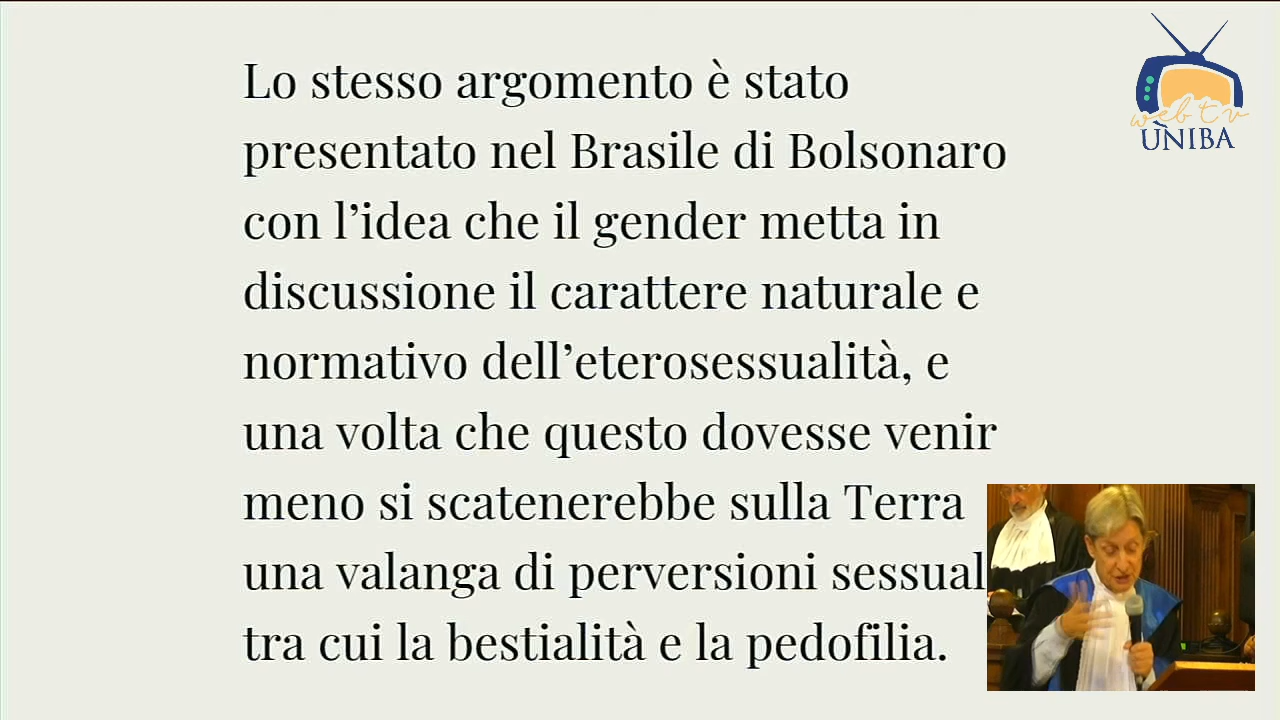 Lo stesso argomento è stato
presentato nel Brasile di Bolsonaro
con l’idea che il gender metta in
discussione il carattere naturale e
normativo dell’eterosessualità, e
una volta che questo dovesse venir
meno si scatenerebbe sulla Terra
una valanga di perversioni sessual
tra cui la bestialità e la pedofilia.
web tv
UNIBA